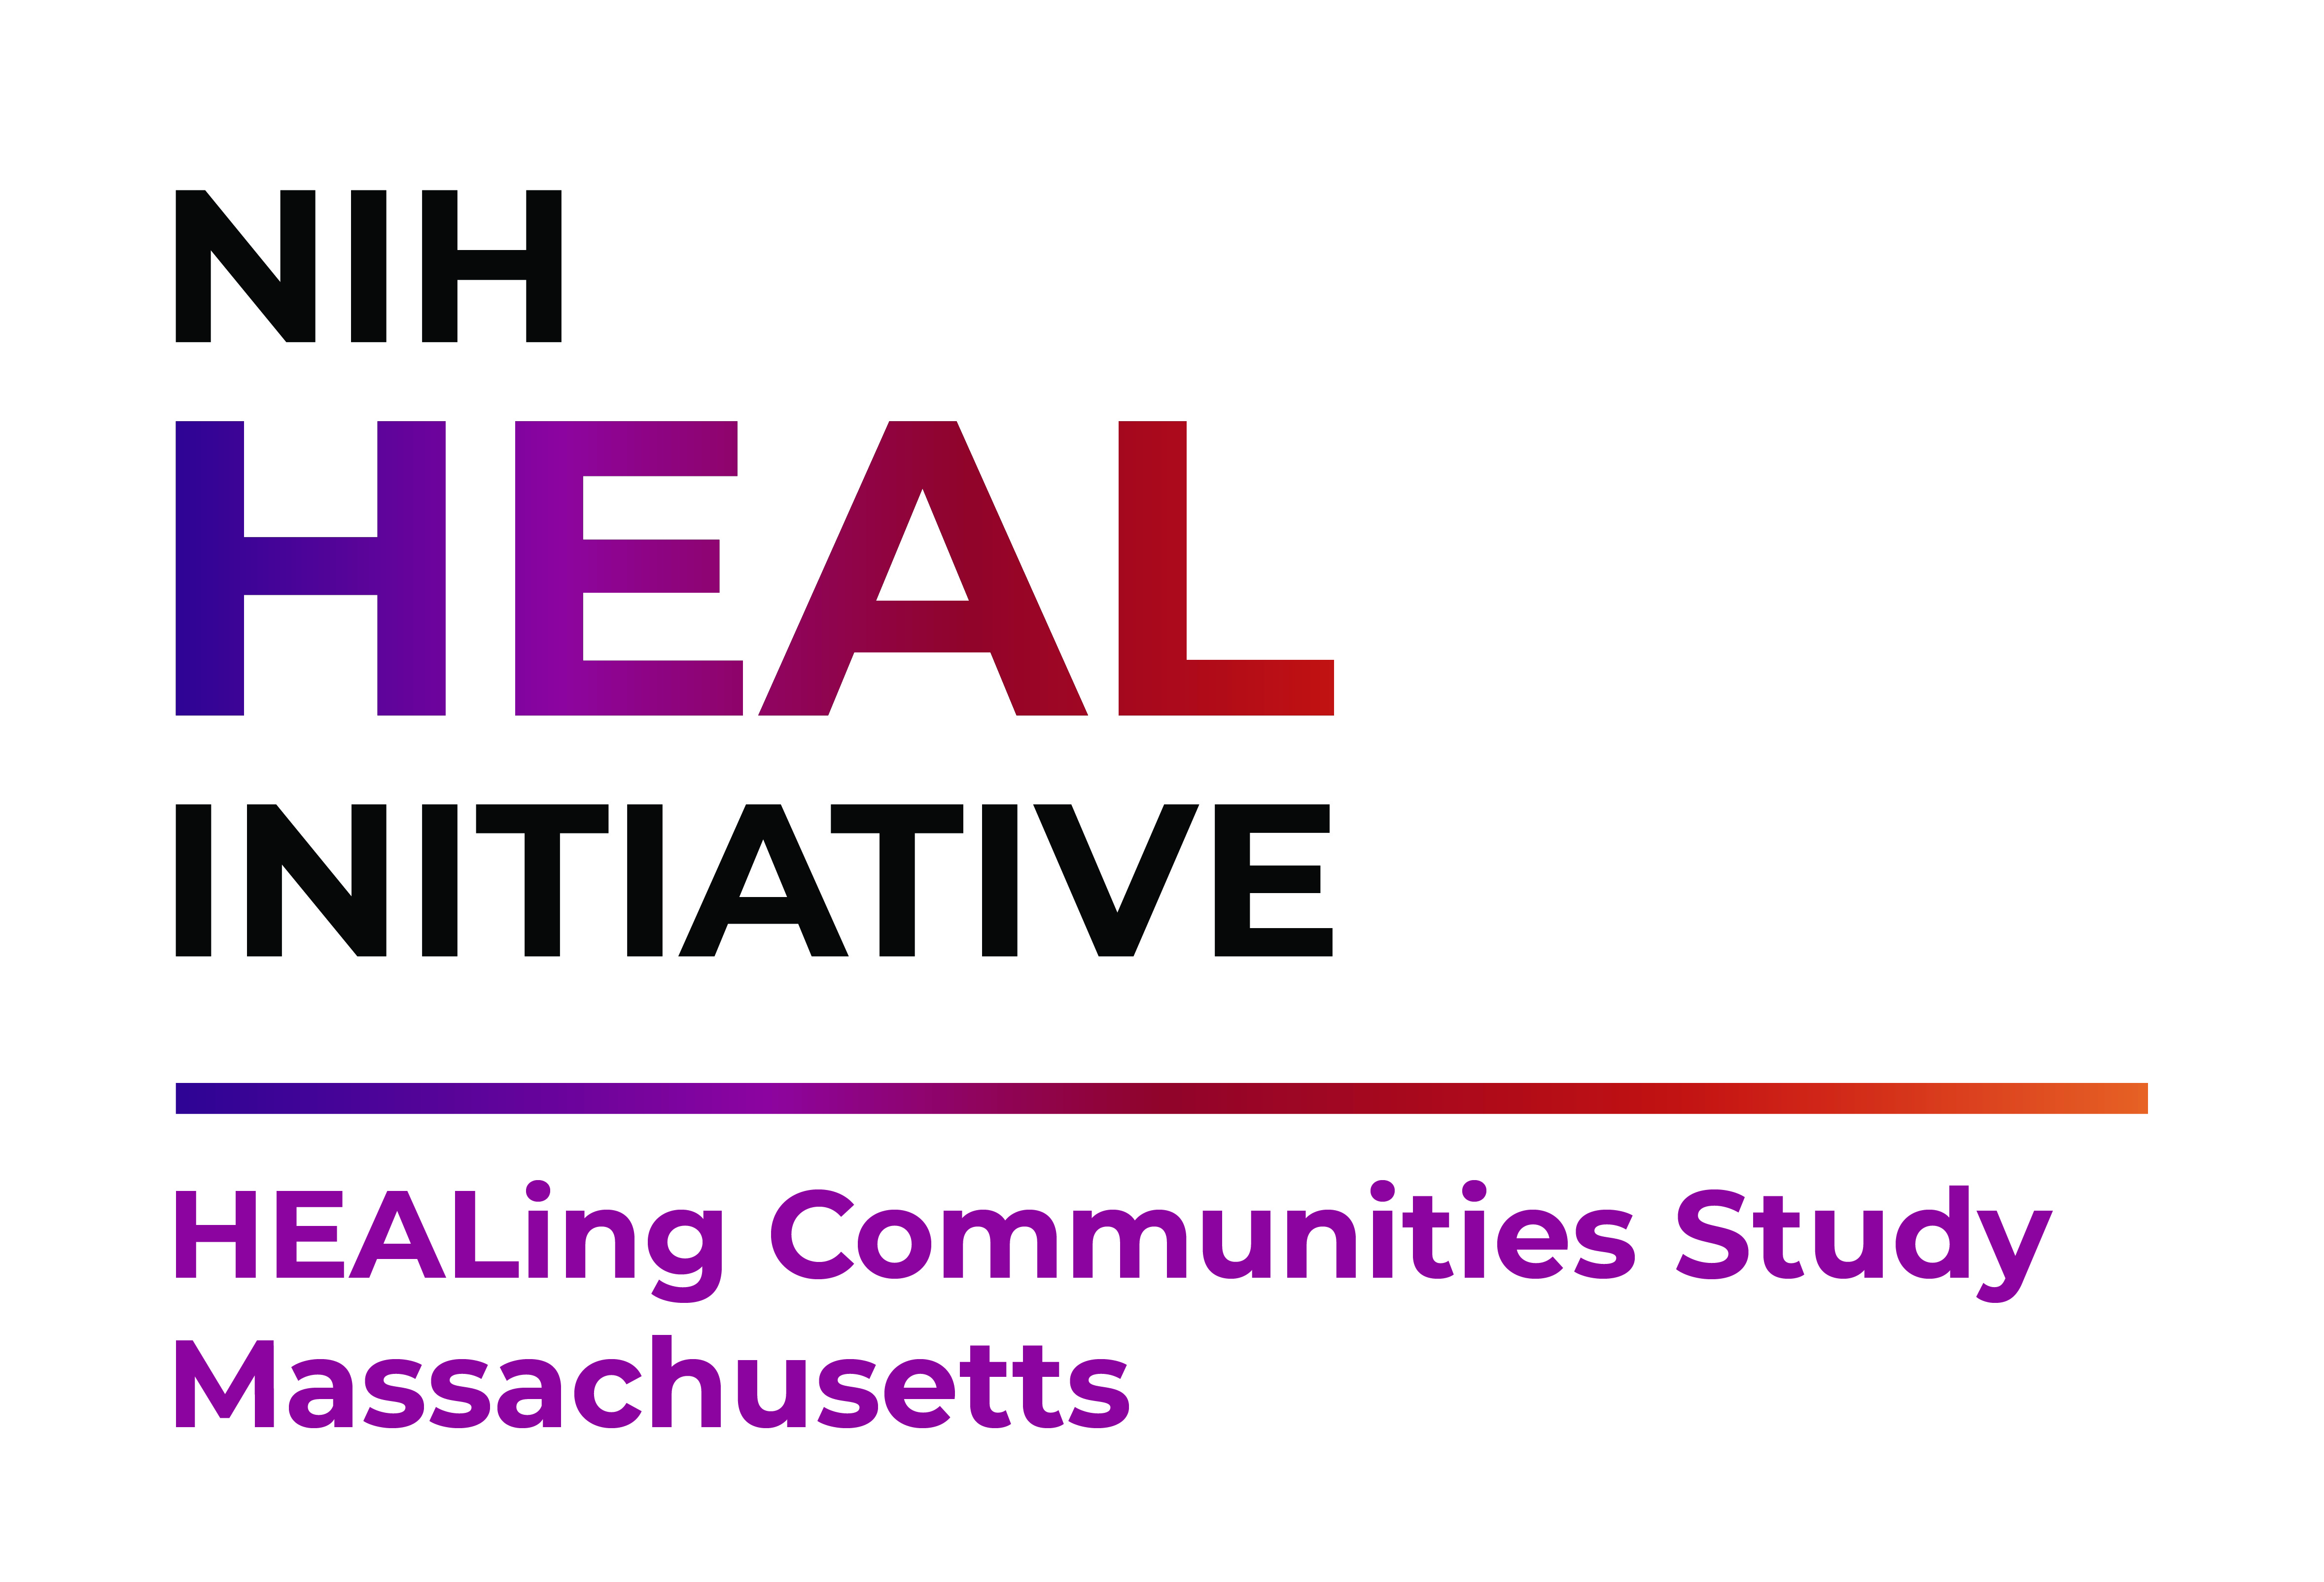 NIH
HEAL
INITIATIVE
HEALing Communities Study
Massachusetts